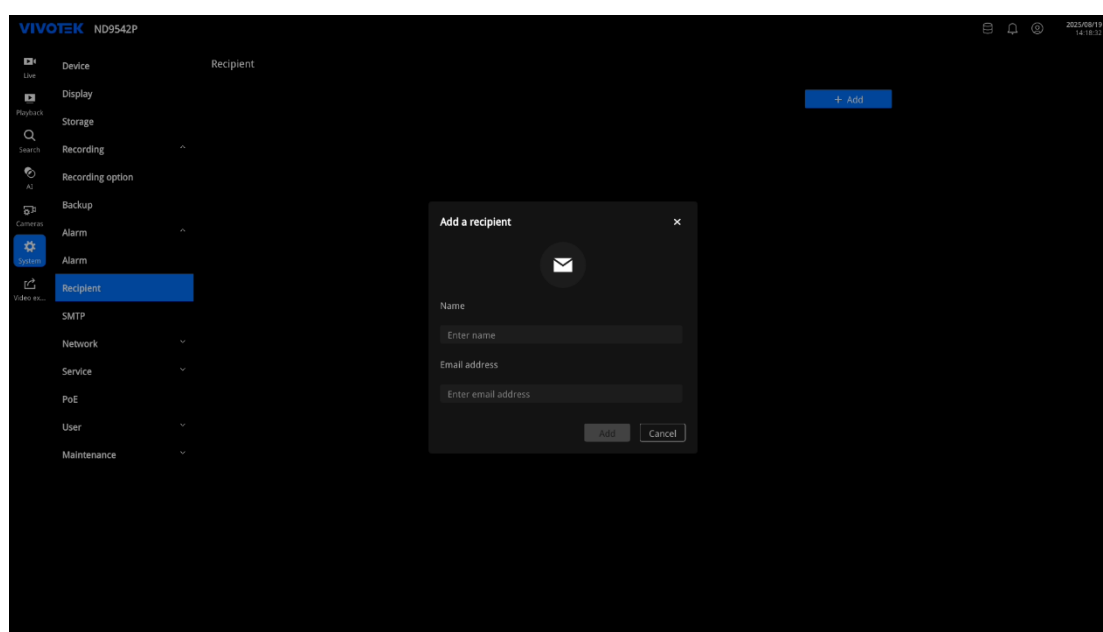 VIVOTEK ND9542P
2025/08/19
14:18:32
Live
Playback
Search
AI
Cameras
System
Video ex...
Device
Display
Storage
Recording
Recording option
Backup
Alarm
Alarm
Recipient
SMTP
Network
Service
PoE
User
Maintenance
Recipient
+ Add
Add a recipient
Name
Enter name
Email address
Enter email address
Add Cancel